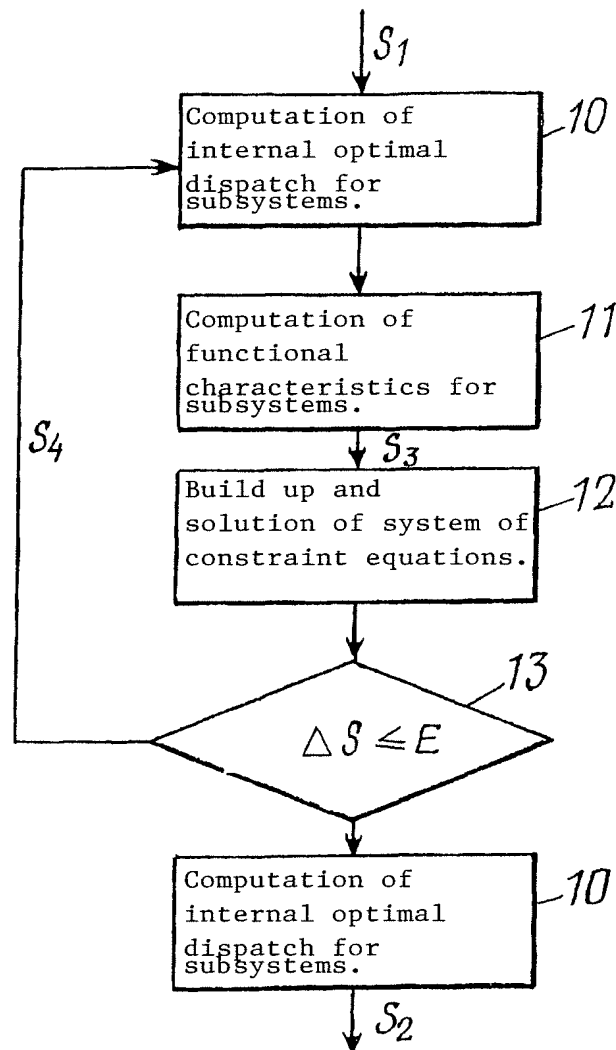 S1
Computation of
internal optimal
dispatch for
subsystems.
10
Computation of
functional
characteristics for
subsystems.
11
S4
S3
Build up and
solution of system of
constraint equations.
12
13
△ S ≤ E
Computation of
internal optimal
dispatch for
subsystems.
10
S2